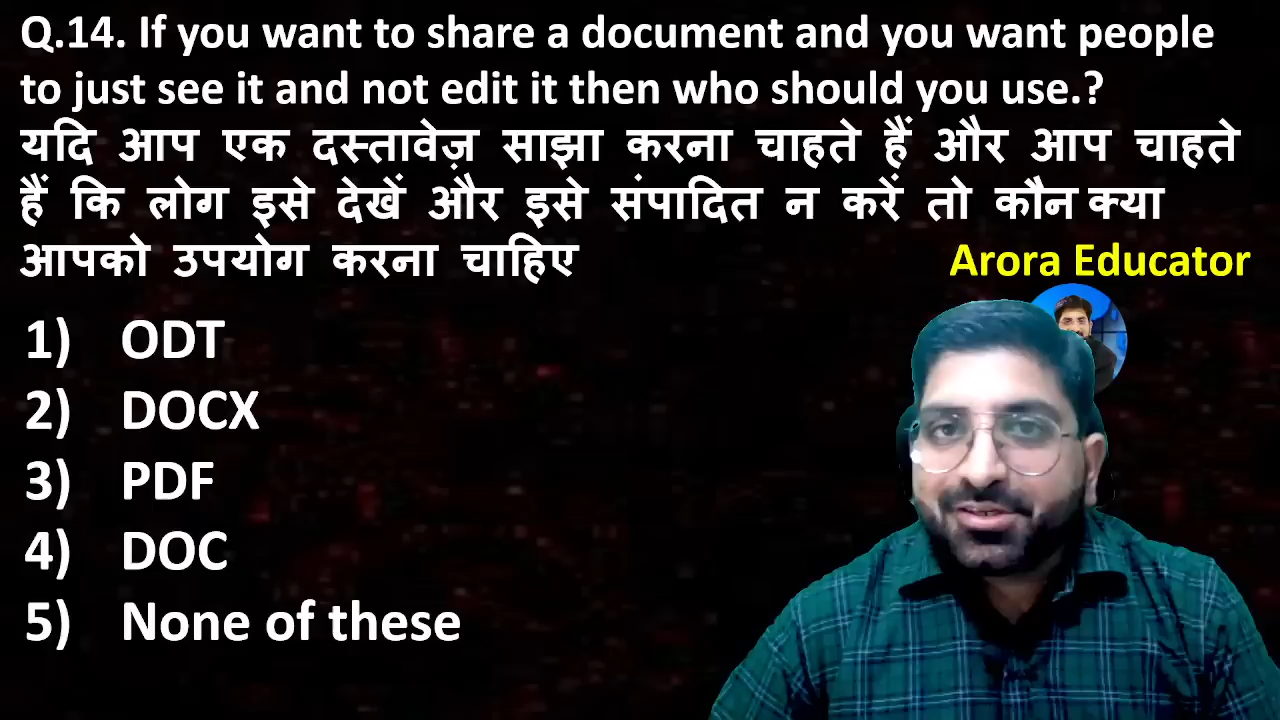 Q.14. If you want to share a document and you want people
to just see it and not edit it then who should you use.?
यदि आप एक दस्तावेज़ साझा करना चाहते हैं और आप चाहते
हैं कि लोग इसे देखें और इसे संपादित न करें तो कौन क्या
आपको उपयोग करना चाहिए
Arora Educator
1) ODT
2) DOCX
3) PDF
4) DOC
5) None of these